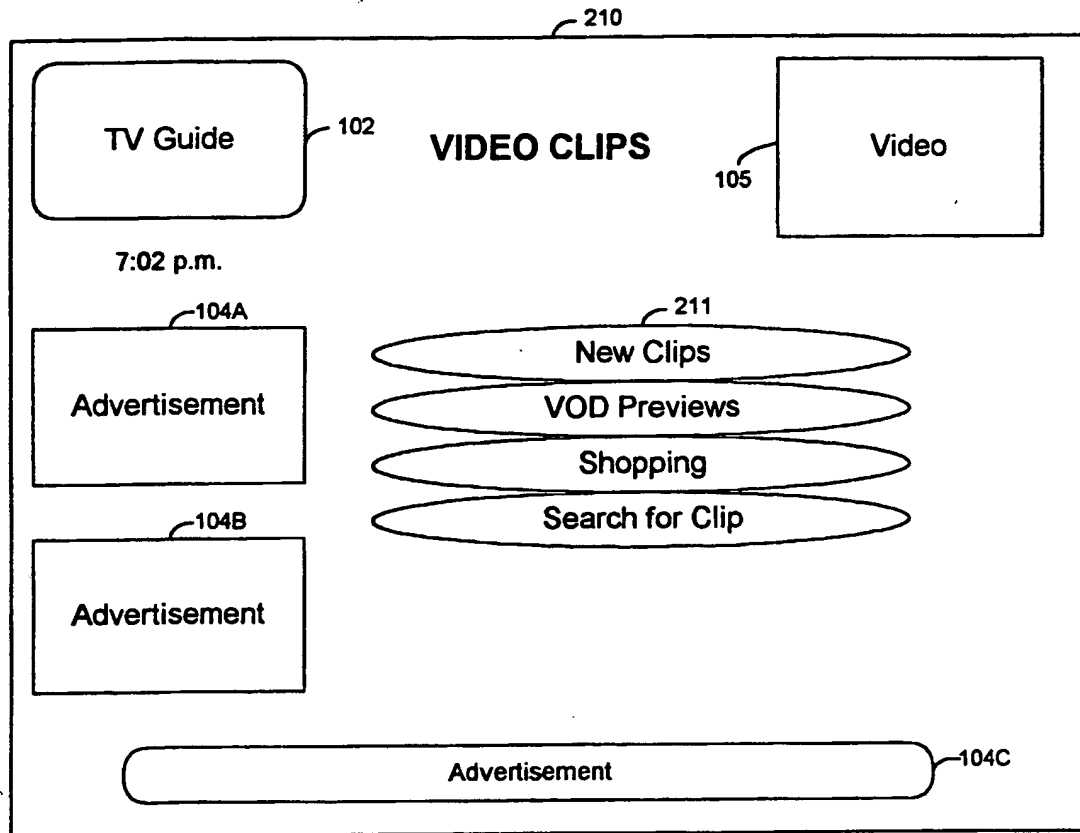 210
TV Guide
102
VIDEO CLIPS
105
Video
7:02 p.m.
104A
Advertisement
211
New Clips
VOD Previews
Shopping
Search for Clip
104B
Advertisement
Advertisement
104C